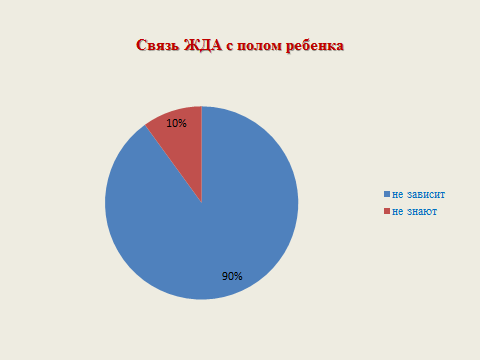 Связь ЖДА с полом ребенка
10%
90%
не зависит
не знают